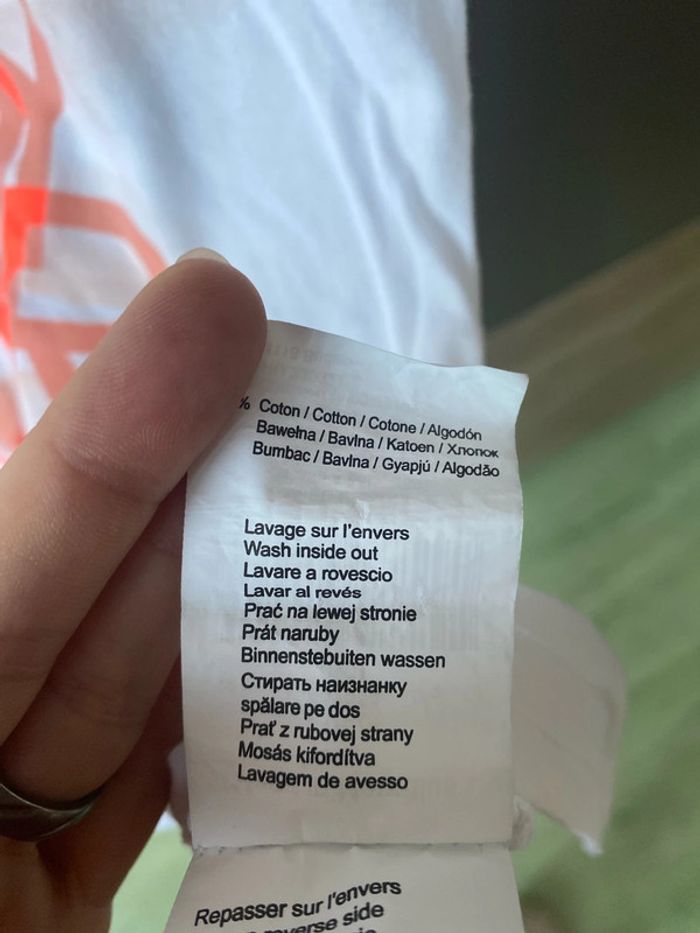 % Coton / Cotton / Cotone / Algodón
Bawełna / Bavlna / Katoen / Хлопок
Bumbac / Bavlna / Gyapjú / Algodão
Lavage sur l'envers
Wash inside out
Lavare a rovescio
Lavar al revés
Prać na lewej stronie
Prát naruby
Binnenstebuiten wassen
Стирать наизнанку
spălare pe dos
Prať z rubovej strany
Mosás kifordítva
Lavagem de avesso
Repasser sur l'envers
reverse side